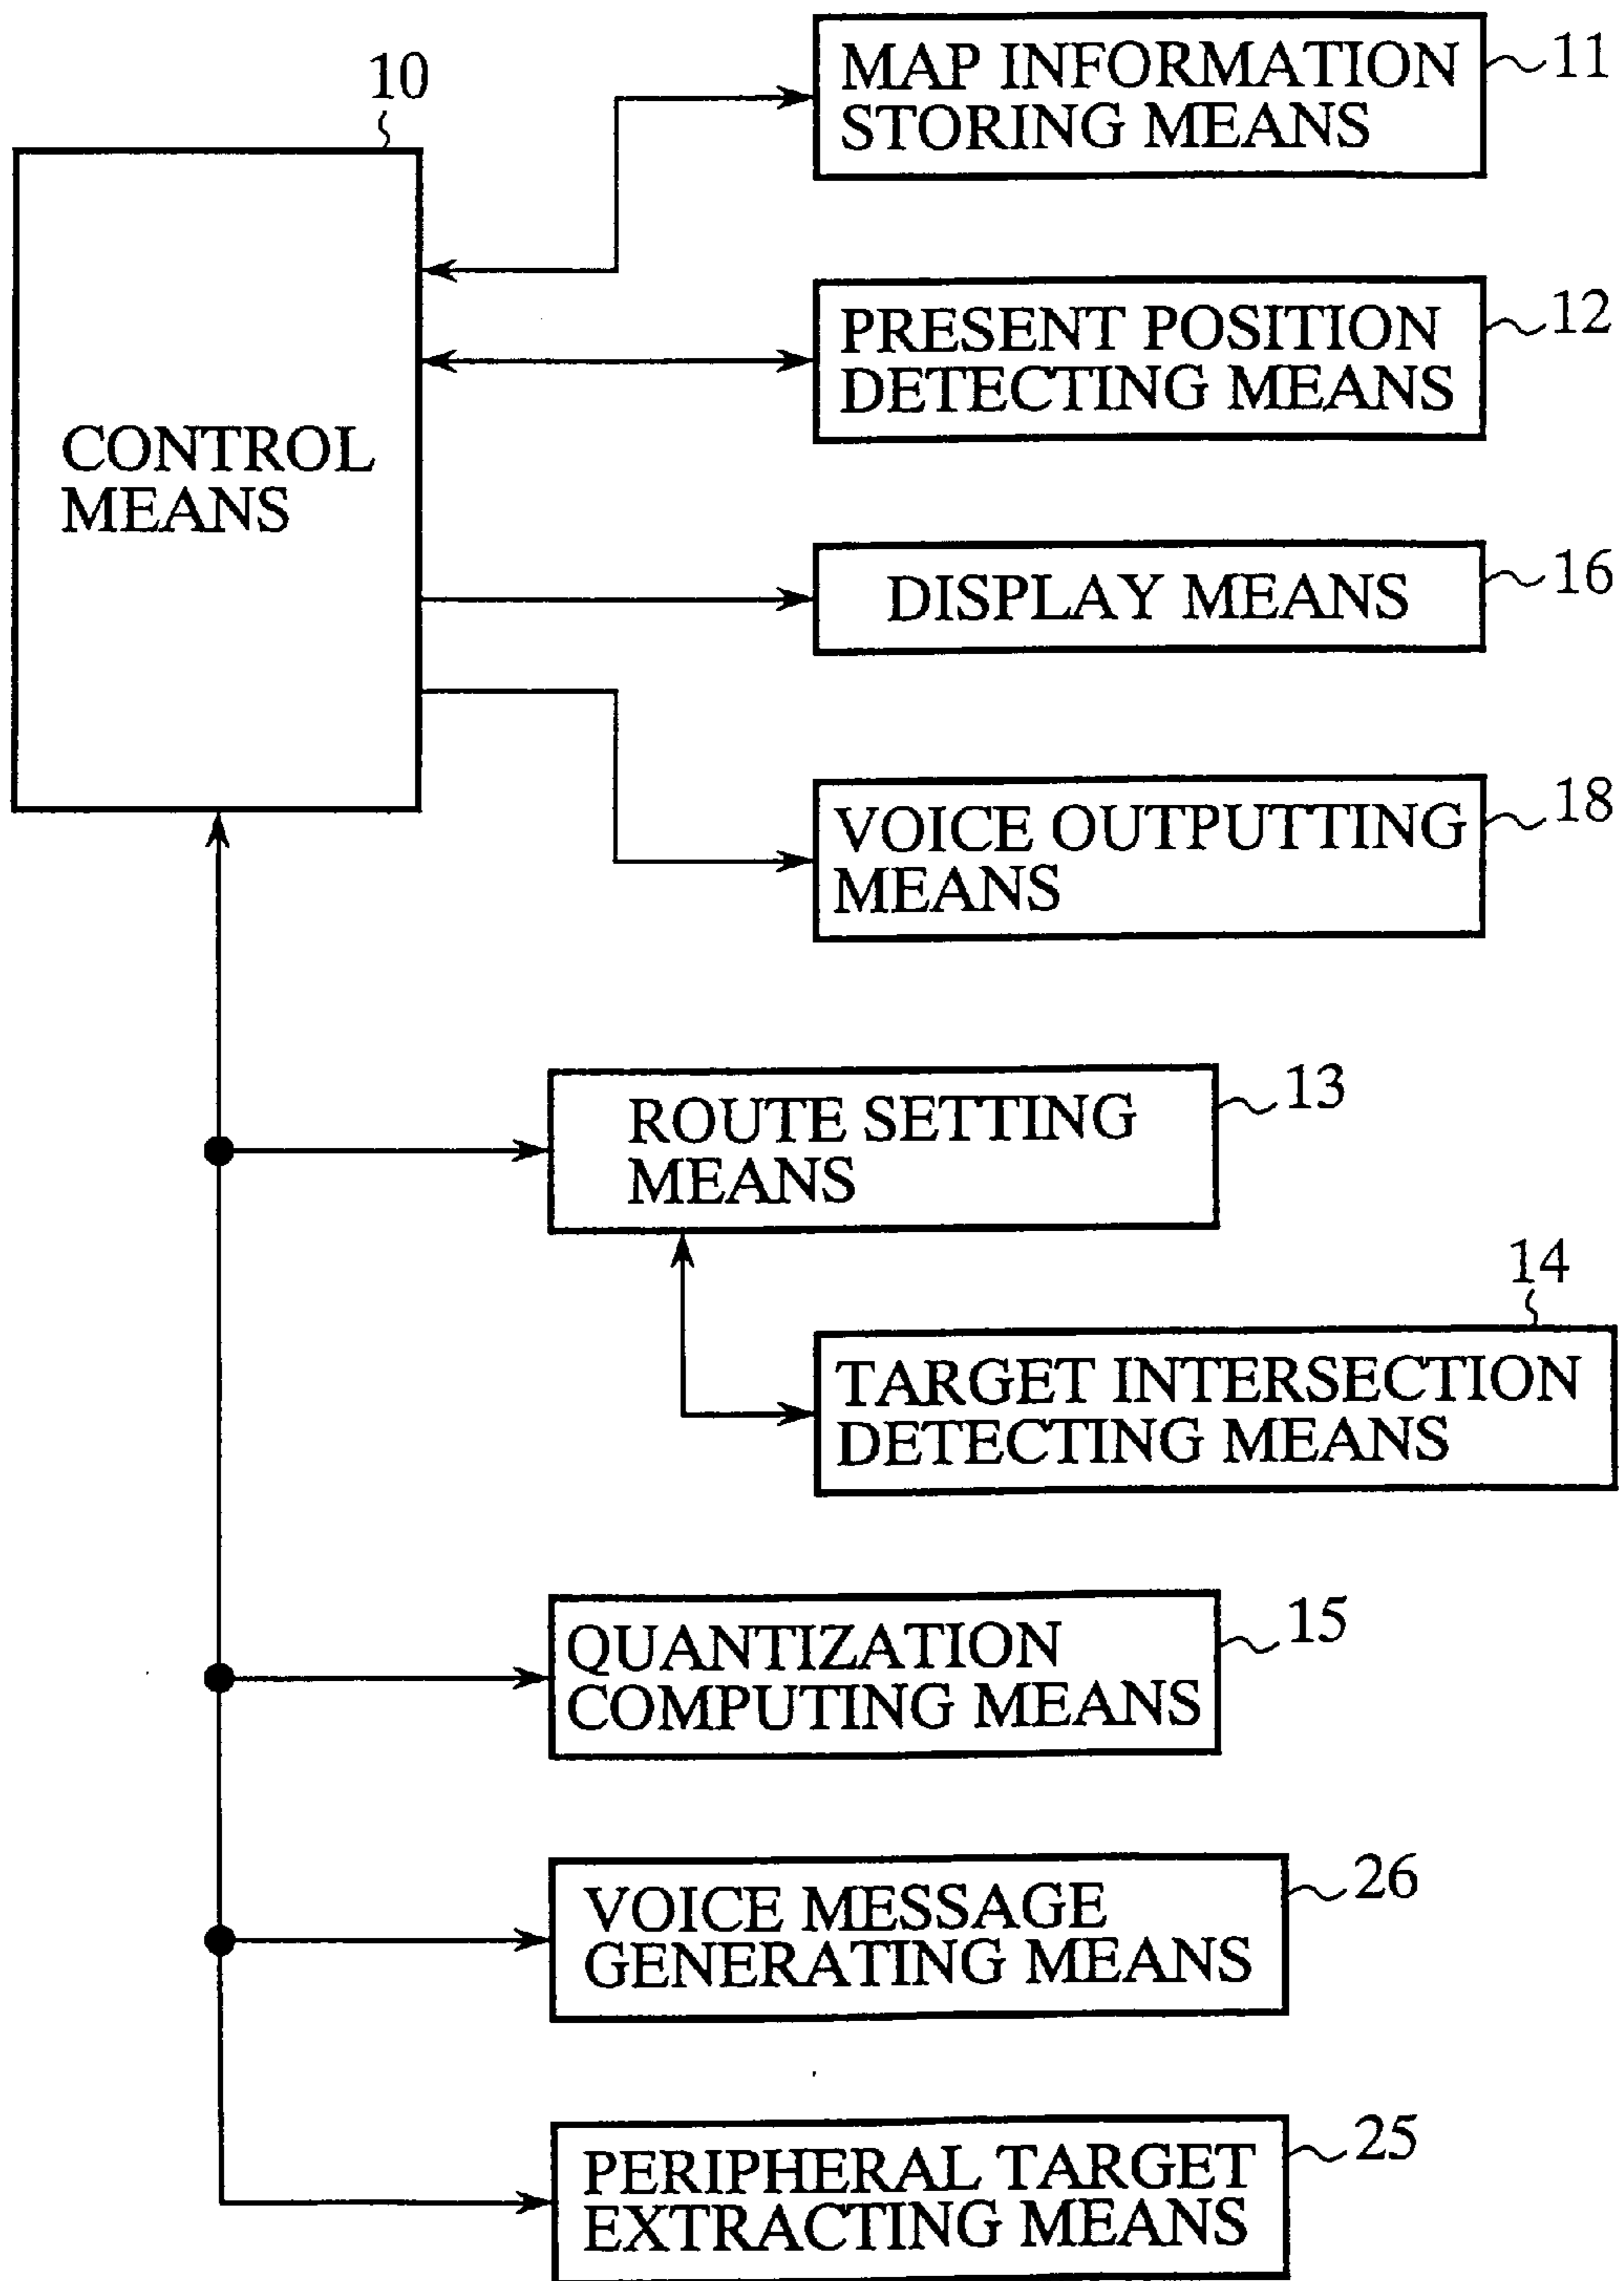 10
CONTROL
MEANS
MAP INFORMATION
STORING MEANS
11
PRESENT POSITION
DETECTING MEANS
12
DISPLAY MEANS
16
VOICE OUTPUTTING
MEANS
18
ROUTE SETTING
MEANS
13
14
TARGET INTERSECTION
DETECTING MEANS
QUANTIZATION
COMPUTING MEANS
15
VOICE MESSAGE
GENERATING MEANS
26
PERIPHERAL TARGET
EXTRACTING MEANS
25